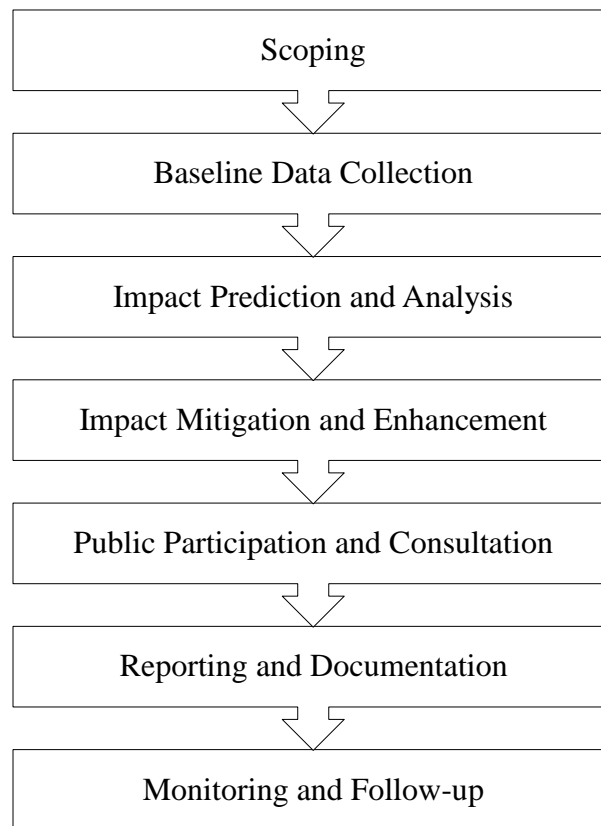 Scoping
Baseline Data Collection
Impact Prediction and Analysis
Impact Mitigation and Enhancement
Public Participation and Consultation
Reporting and Documentation
Monitoring and Follow-up